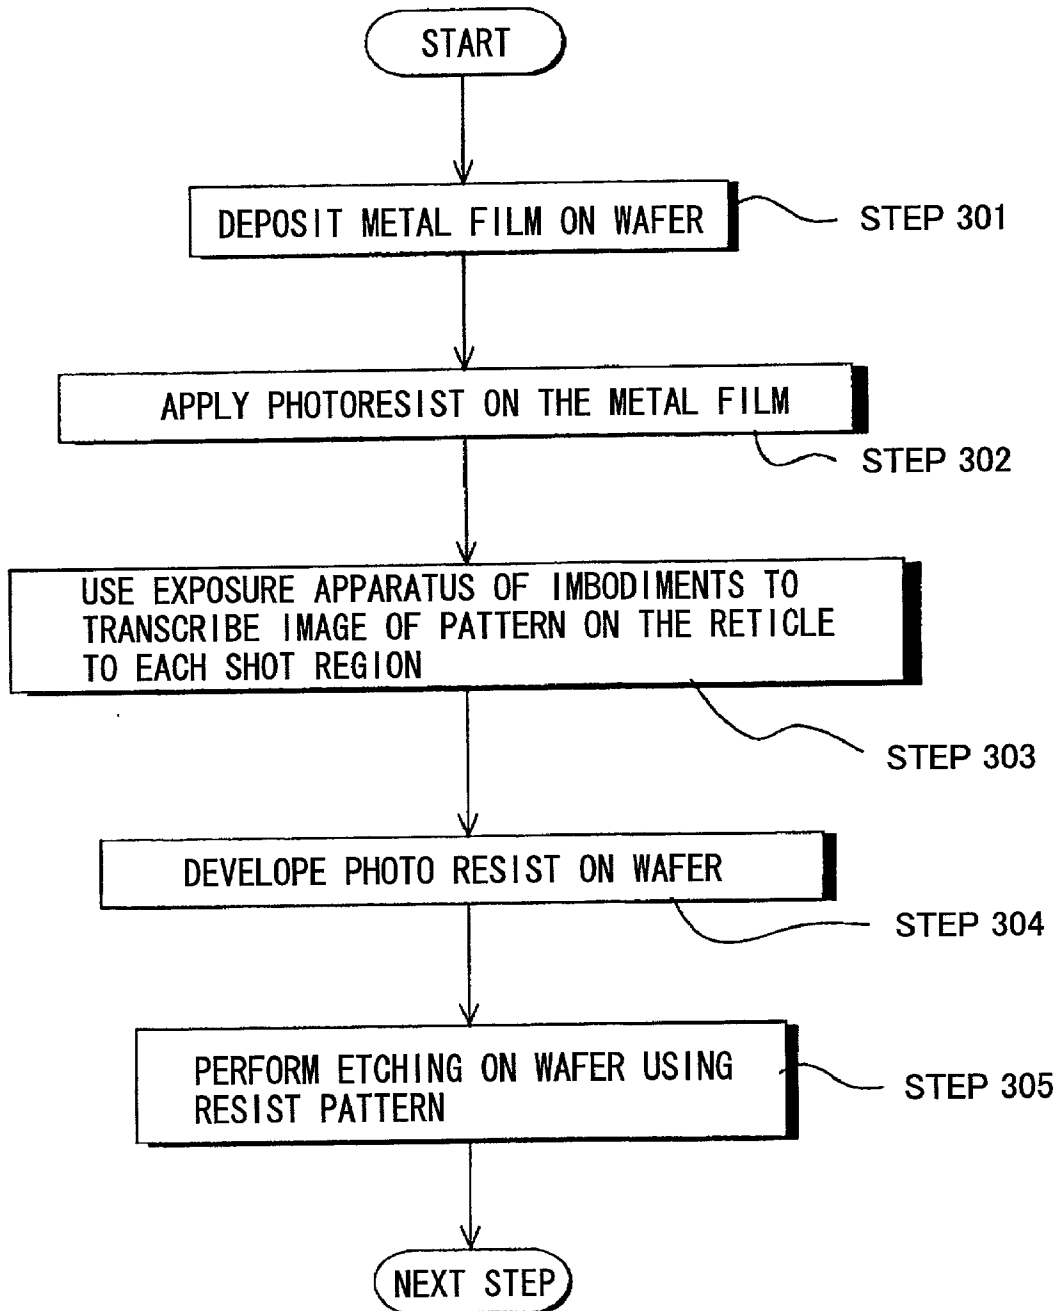 START
DEPOSIT METAL FILM ON WAFER
STEP 301
APPLY PHOTORESIST ON THE METAL FILM
STEP 302
USE EXPOSURE APPARATUS OF IMBODIMENTS TO
TRANSCRIBE IMAGE OF PATTERN ON THE RETICLE
TO EACH SHOT REGION
STEP 303
DEVELOPE PHOTO RESIST ON WAFER
STEP 304
PERFORM ETCHING ON WAFER USING
RESIST PATTERN
STEP 305
NEXT STEP